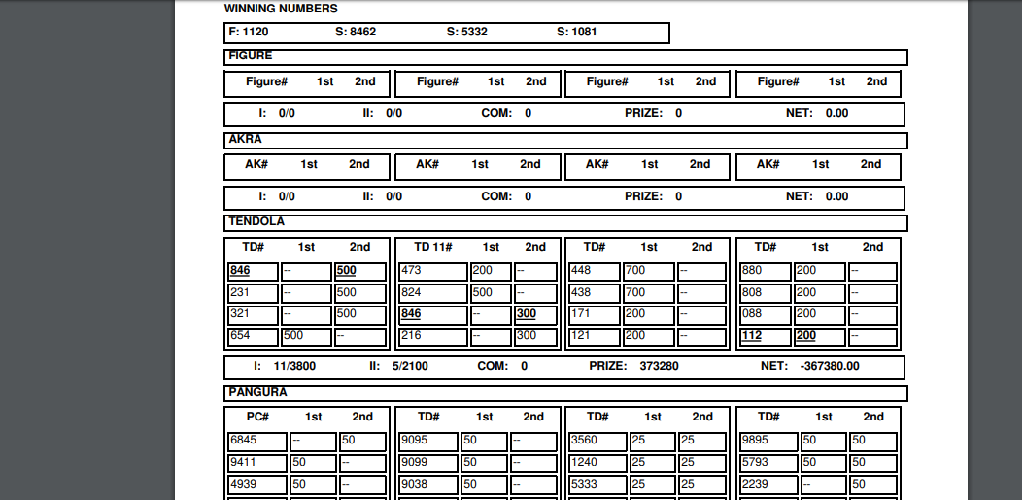 WINNING NUMBERS
F: 1120 S: 8462 S: 5332 S: 1081
FIGURE
Figure# 1st 2nd Figure# 1st 2nd Figure# 1st 2nd Figure# 1st 2nd
I: 0/0 II: 0/0 COM: 0 PRIZE: 0 NET: 0.00
AKRA
AK# 1st 2nd AK# 1st 2nd AK# 1st 2nd AK# 1st 2nd
I: 0/0 II: 0/0 COM: 0 PRIZE: 0 NET: 0.00
TENDOLA
TD# 1st 2nd TD 11# 1st 2nd TD# 1st 2nd TD# 1st 2nd
846 -- 500 473 200 -- 448 700 -- 880 200 --
231 -- 500 824 500 -- 438 700 -- 808 200 --
321 -- 500 846 -- 300 171 200 -- 088 200 --
654 500 -- 216 -- 300 121 200 -- 112 200 --
I: 11/3800 II: 5/2100 COM: 0 PRIZE: 373280 NET: -367380.00
PANGURA
PC# 1st 2nd TD# 1st 2nd TD# 1st 2nd TD# 1st 2nd
6845 -- 50 9095 50 -- 3560 25 25 9895 50 50
9411 50 -- 9099 50 -- 1240 25 25 5793 50 50
4939 50 -- 9038 50 -- 5333 25 25 2239 -- 50